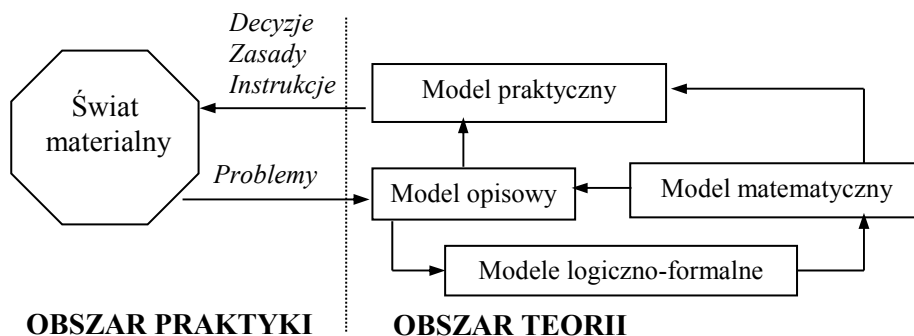 Decyzje
Zasady
Instrukcje
Świat
materialny
Model praktyczny
Problemy
Model opisowy
Model matematyczny
Modele logiczno-formalne
OBSZAR PRAKTYKI
OBSZAR TEORII